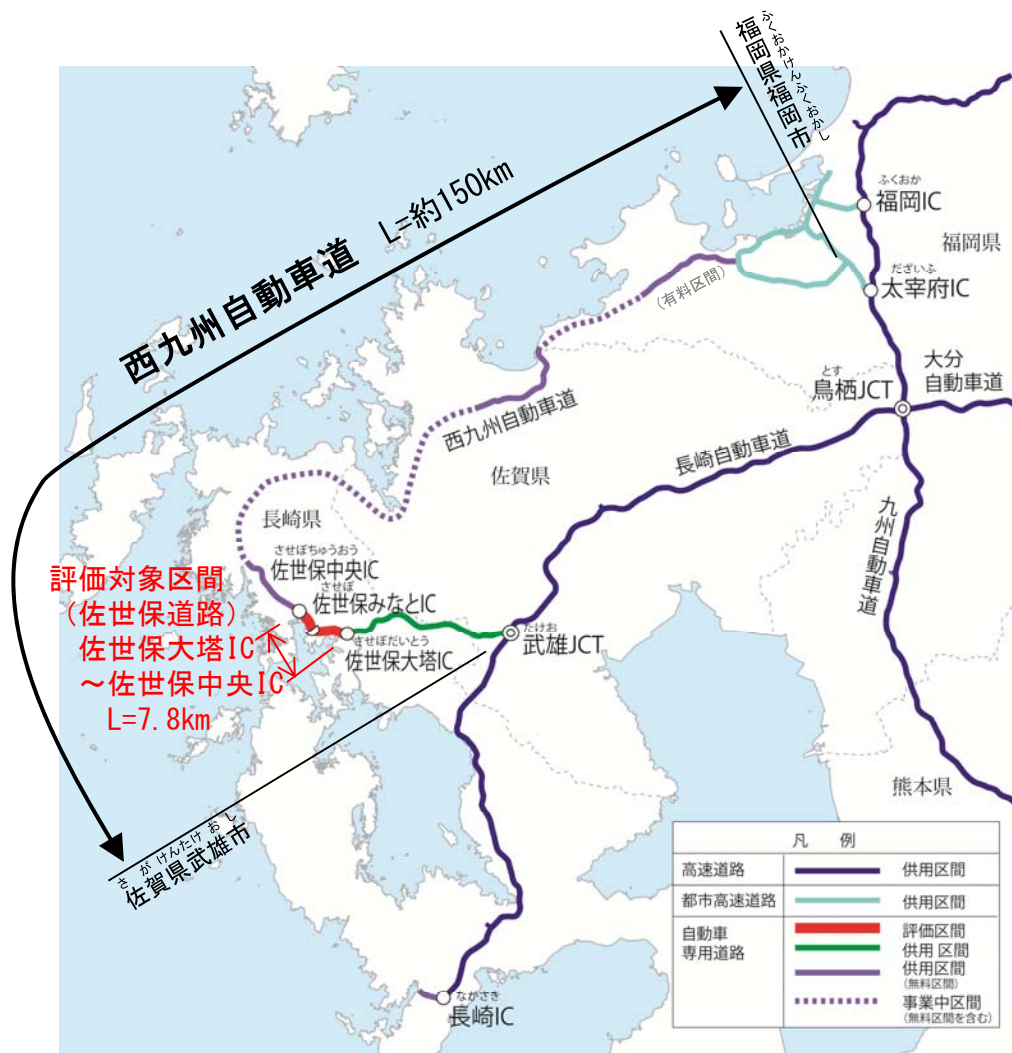 ふくおかけんふくおかし
福岡県福岡市
西九州自動車道 L=約150km
ふくおか
福岡IC
福岡県
だざいふ
太宰府IC
(有料区間)
大分
自動車道
とす
鳥栖JCT
西九州自動車道
長崎自動車道
佐賀県
九州自動車道
長崎県
させぼちゅうおう
佐世保中央IC
させぼ
佐世保みなとIC
させぼだいとう
佐世保大塔IC
たけお
武雄JCT
評価対象区間
(佐世保道路)
佐世保大塔IC
～佐世保中央IC
L=7.8km
熊本県
さがけんたけおし
佐賀県武雄市
ながさき
長崎IC
凡 例
高速道路 供用区間
都市高速道路 供用区間
自動車
専用道路
評価区間
供用 区間
供用区間
(無料区間)
事業中区間
(無料区間を含む)